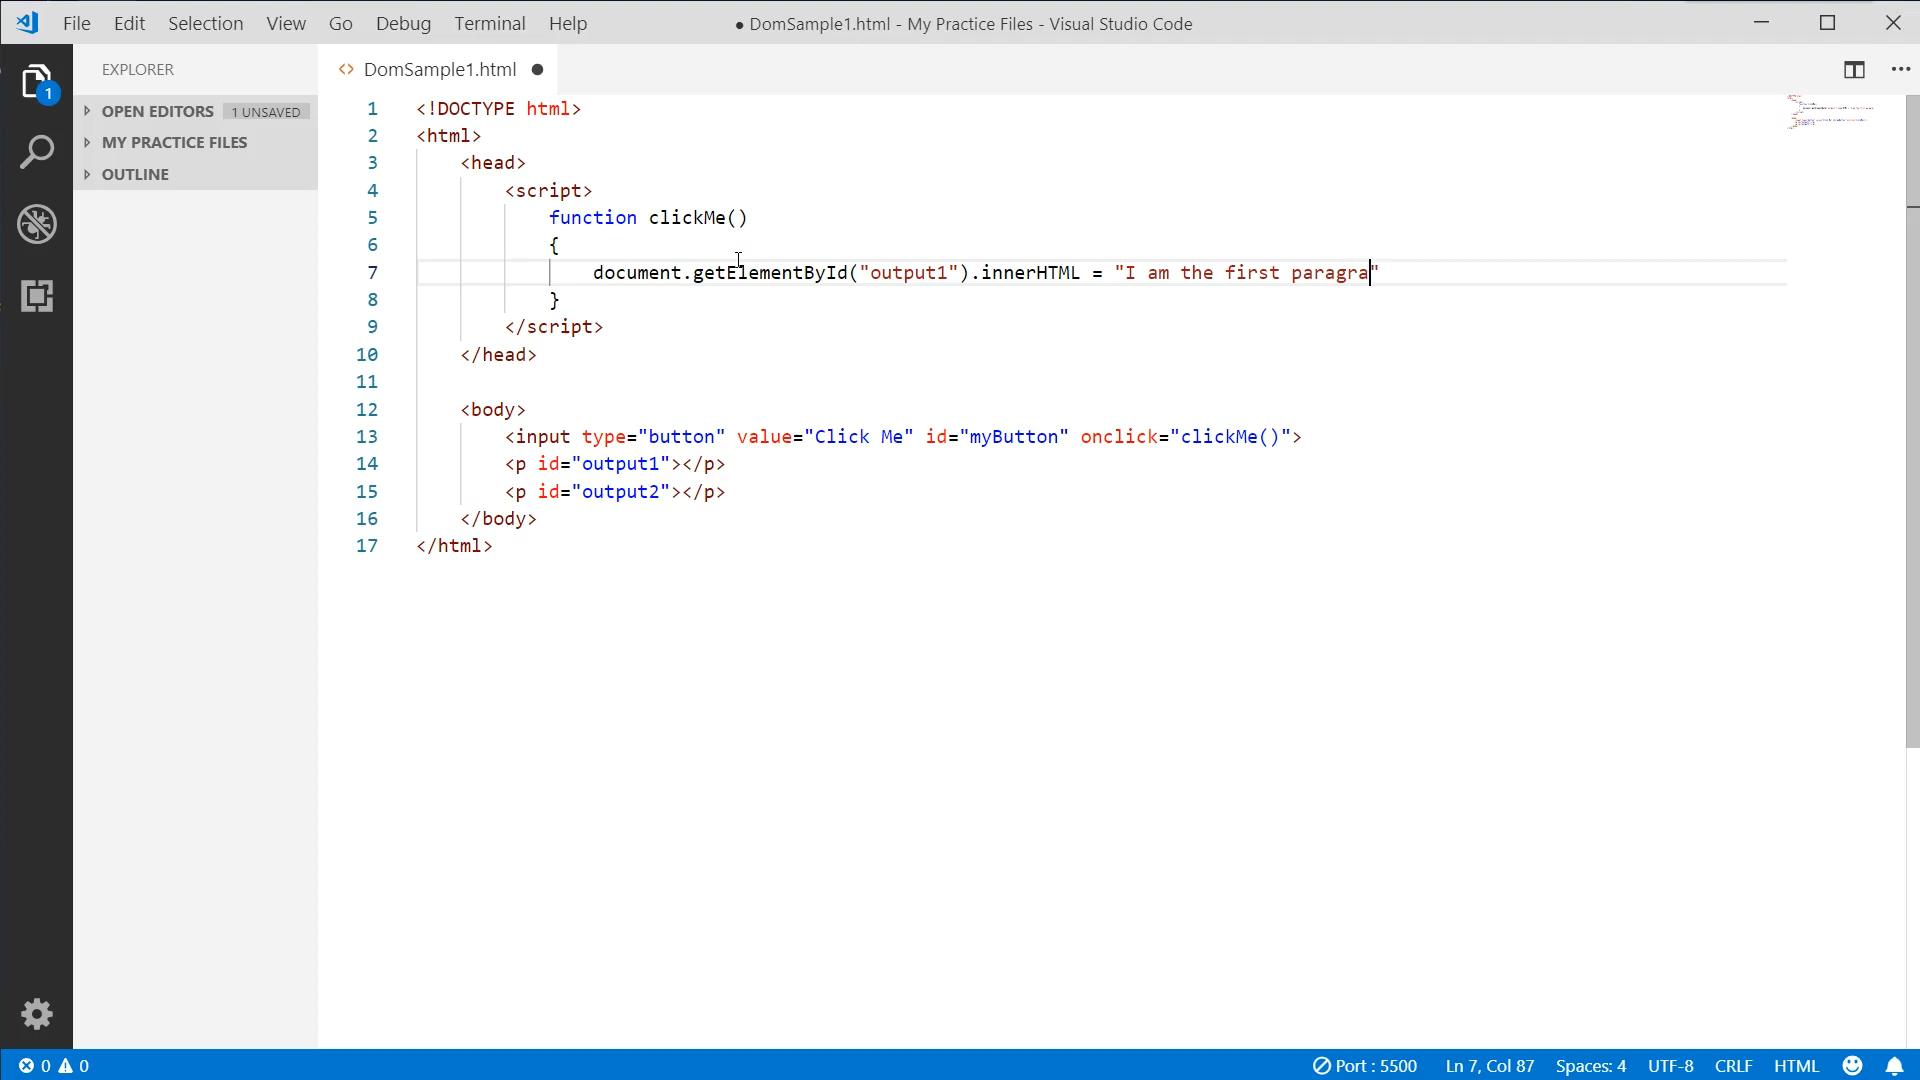 File Edit Selection View Go Debug Terminal Help
● DomSample1.html - My Practice Files - Visual Studio Code
EXPLORER
1
OPEN EDITORS 1 UNSAVED
MY PRACTICE FILES
OUTLINE
<> DomSample1.html ●
1 <!DOCTYPE html>
2 <html>
3 <head>
4 <script>
5 function clickMe()
6 {
7 document.getElementById("output1").innerHTML = "I am the first paragra"
8 }
9 </script>
10 </head>
11
12 <body>
13 <input type="button" value="Click Me" id="myButton" onclick="clickMe()">
14 <p id="output1"></p>
15 <p id="output2"></p>
16 </body>
17 </html>
0 0 Port : 5500 Ln 7, Col 87 Spaces: 4 UTF-8 CRLF HTML